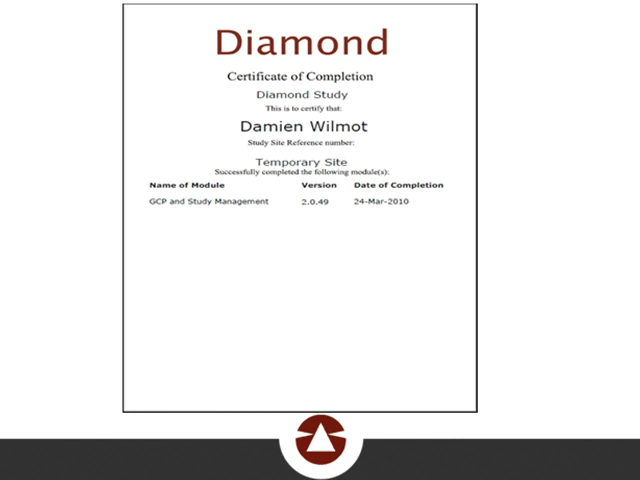 Diamond
Certificate of Completion
Diamond Study
This is to certify that:
Damien Wilmot
Study Site Reference number:
Temporary Site
Successfully completed the following module(s):
Name of Module Version Date of Completion
GCP and Study Management 2.0.49 24-Mar-2010